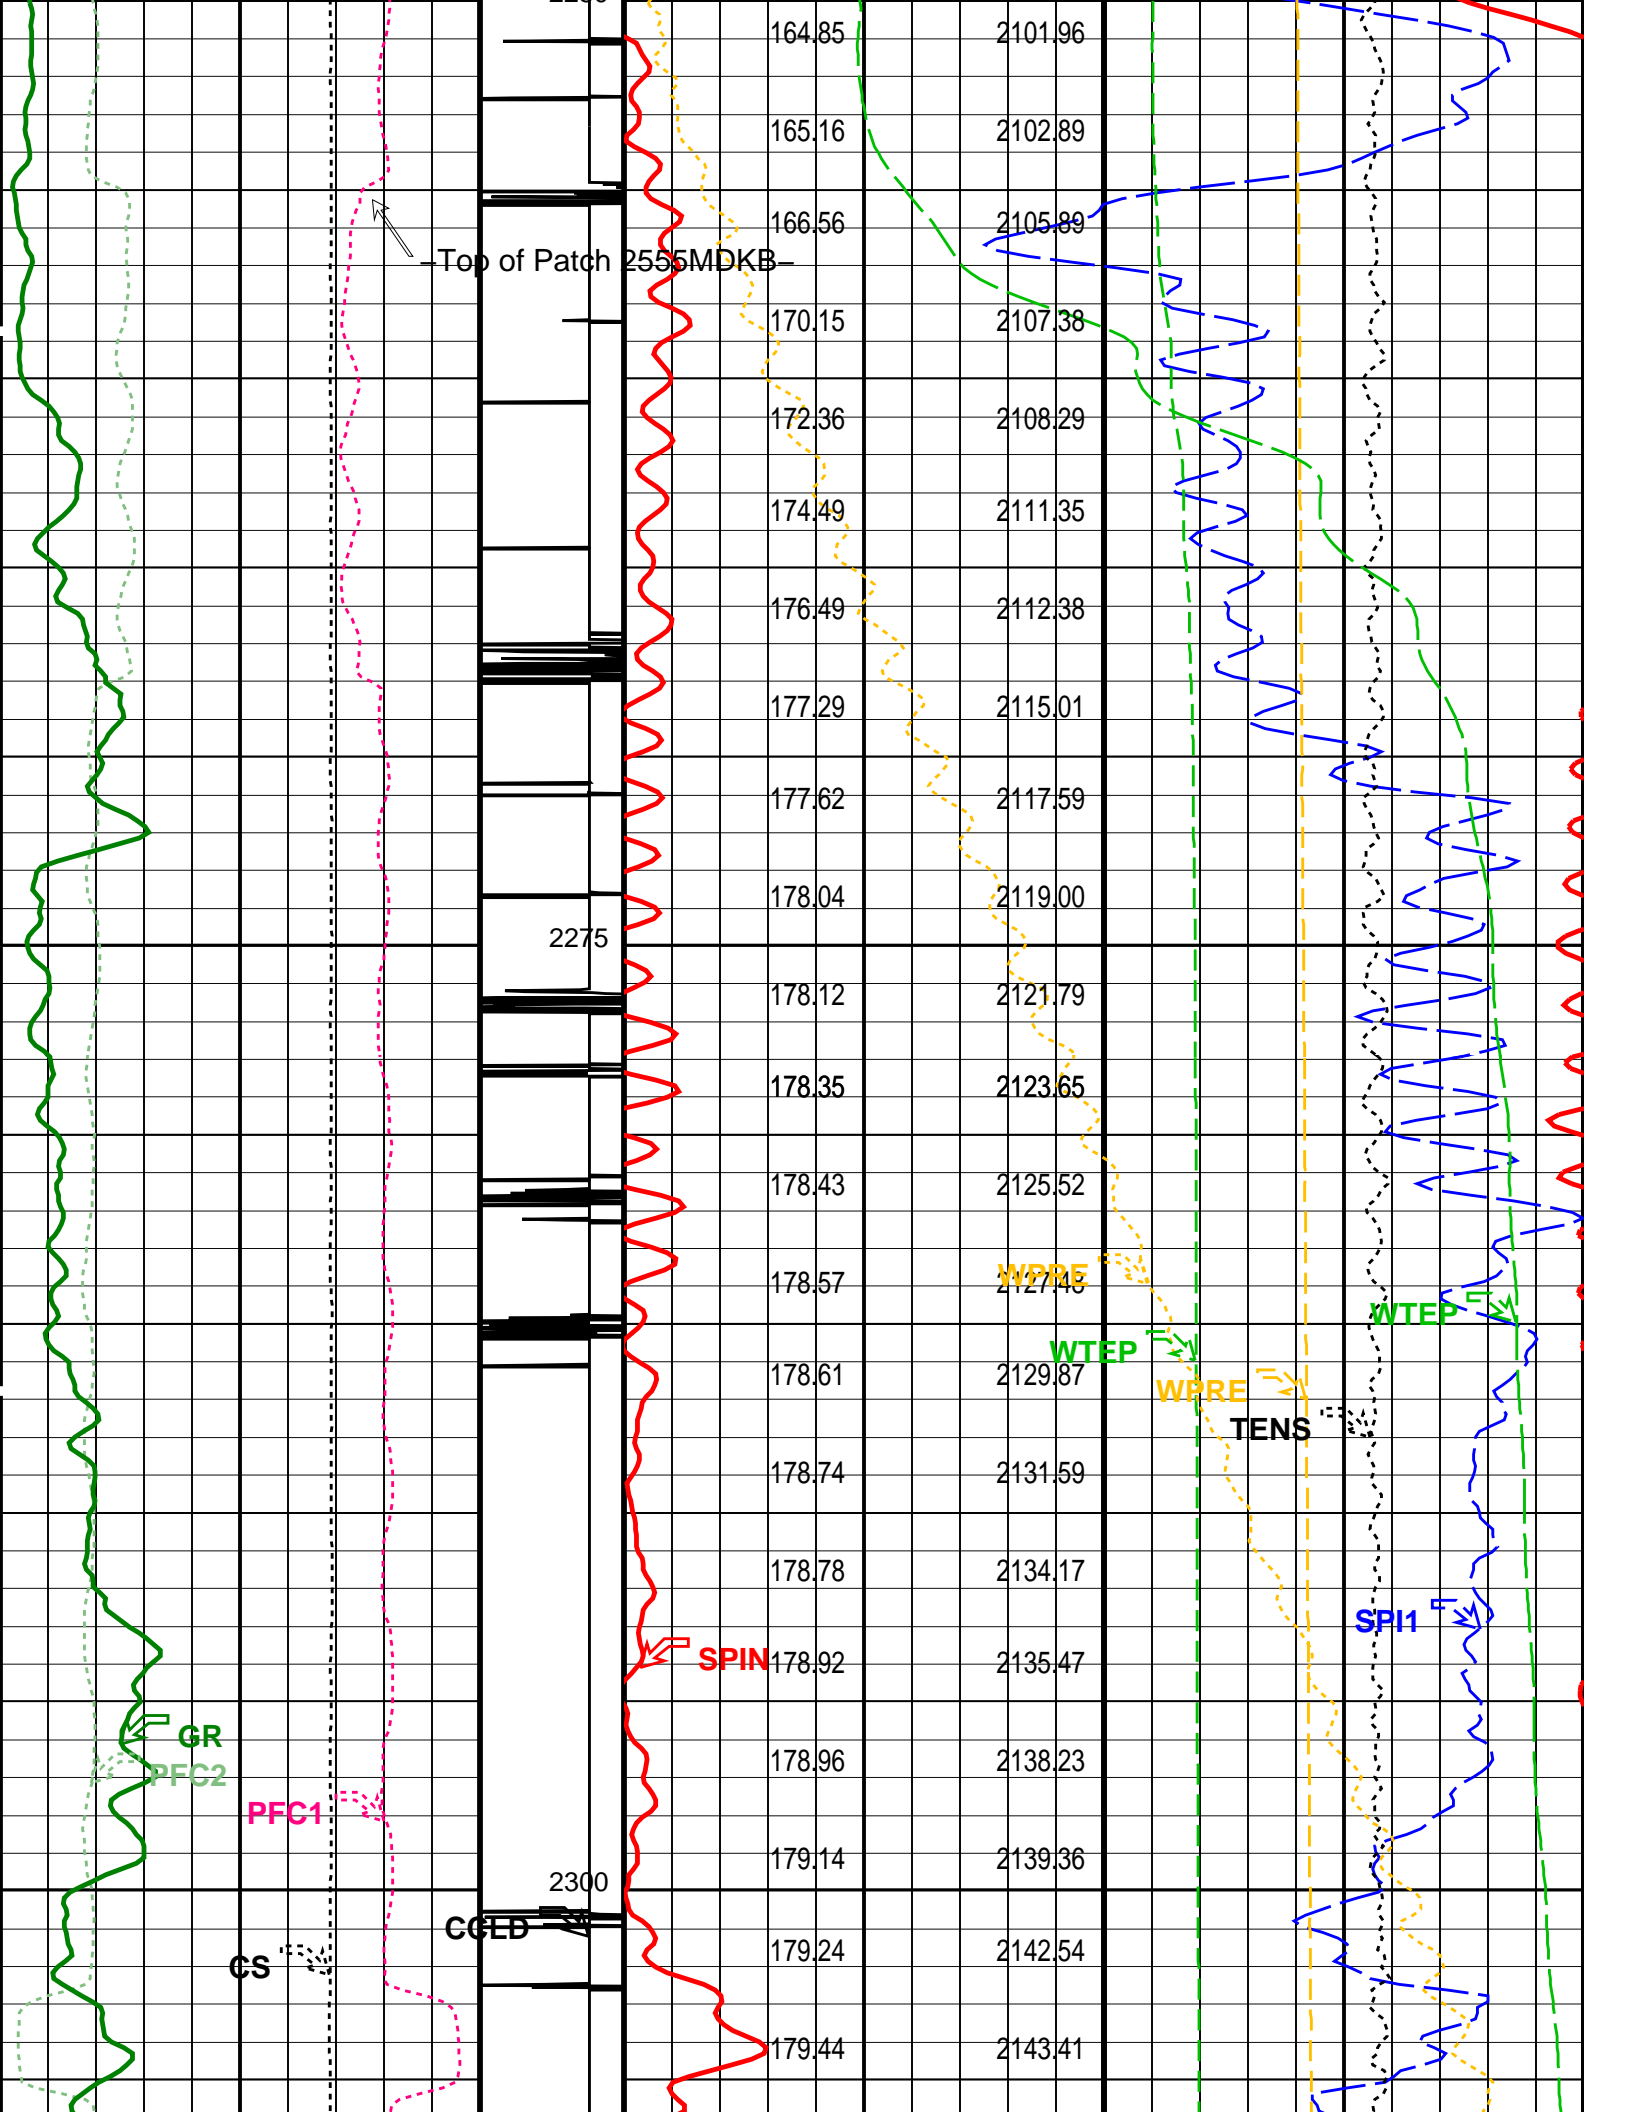 164.85 2101.96
165.16 2102.89
166.56 2105.89
–Top of Patch 2555MDKB–
170.15 2107.38
172.36 2108.29
174.49 2111.35
176.49 2112.38
177.29 2115.01
177.62 2117.59
178.04 2119.00
2275
178.12 2121.79
178.35 2123.65
178.43 2125.52
WPRE
178.57 2127.48
WTEP
WTEP
178.61 2129.87
WPRE
TENS
178.74 2131.59
178.78 2134.17
SPI1
SPIN 178.92 2135.47
GR
PFC2
178.96 2138.23
PFC1
179.14 2139.36
2300
CCLD
179.24 2142.54
CS
179.44 2143.41